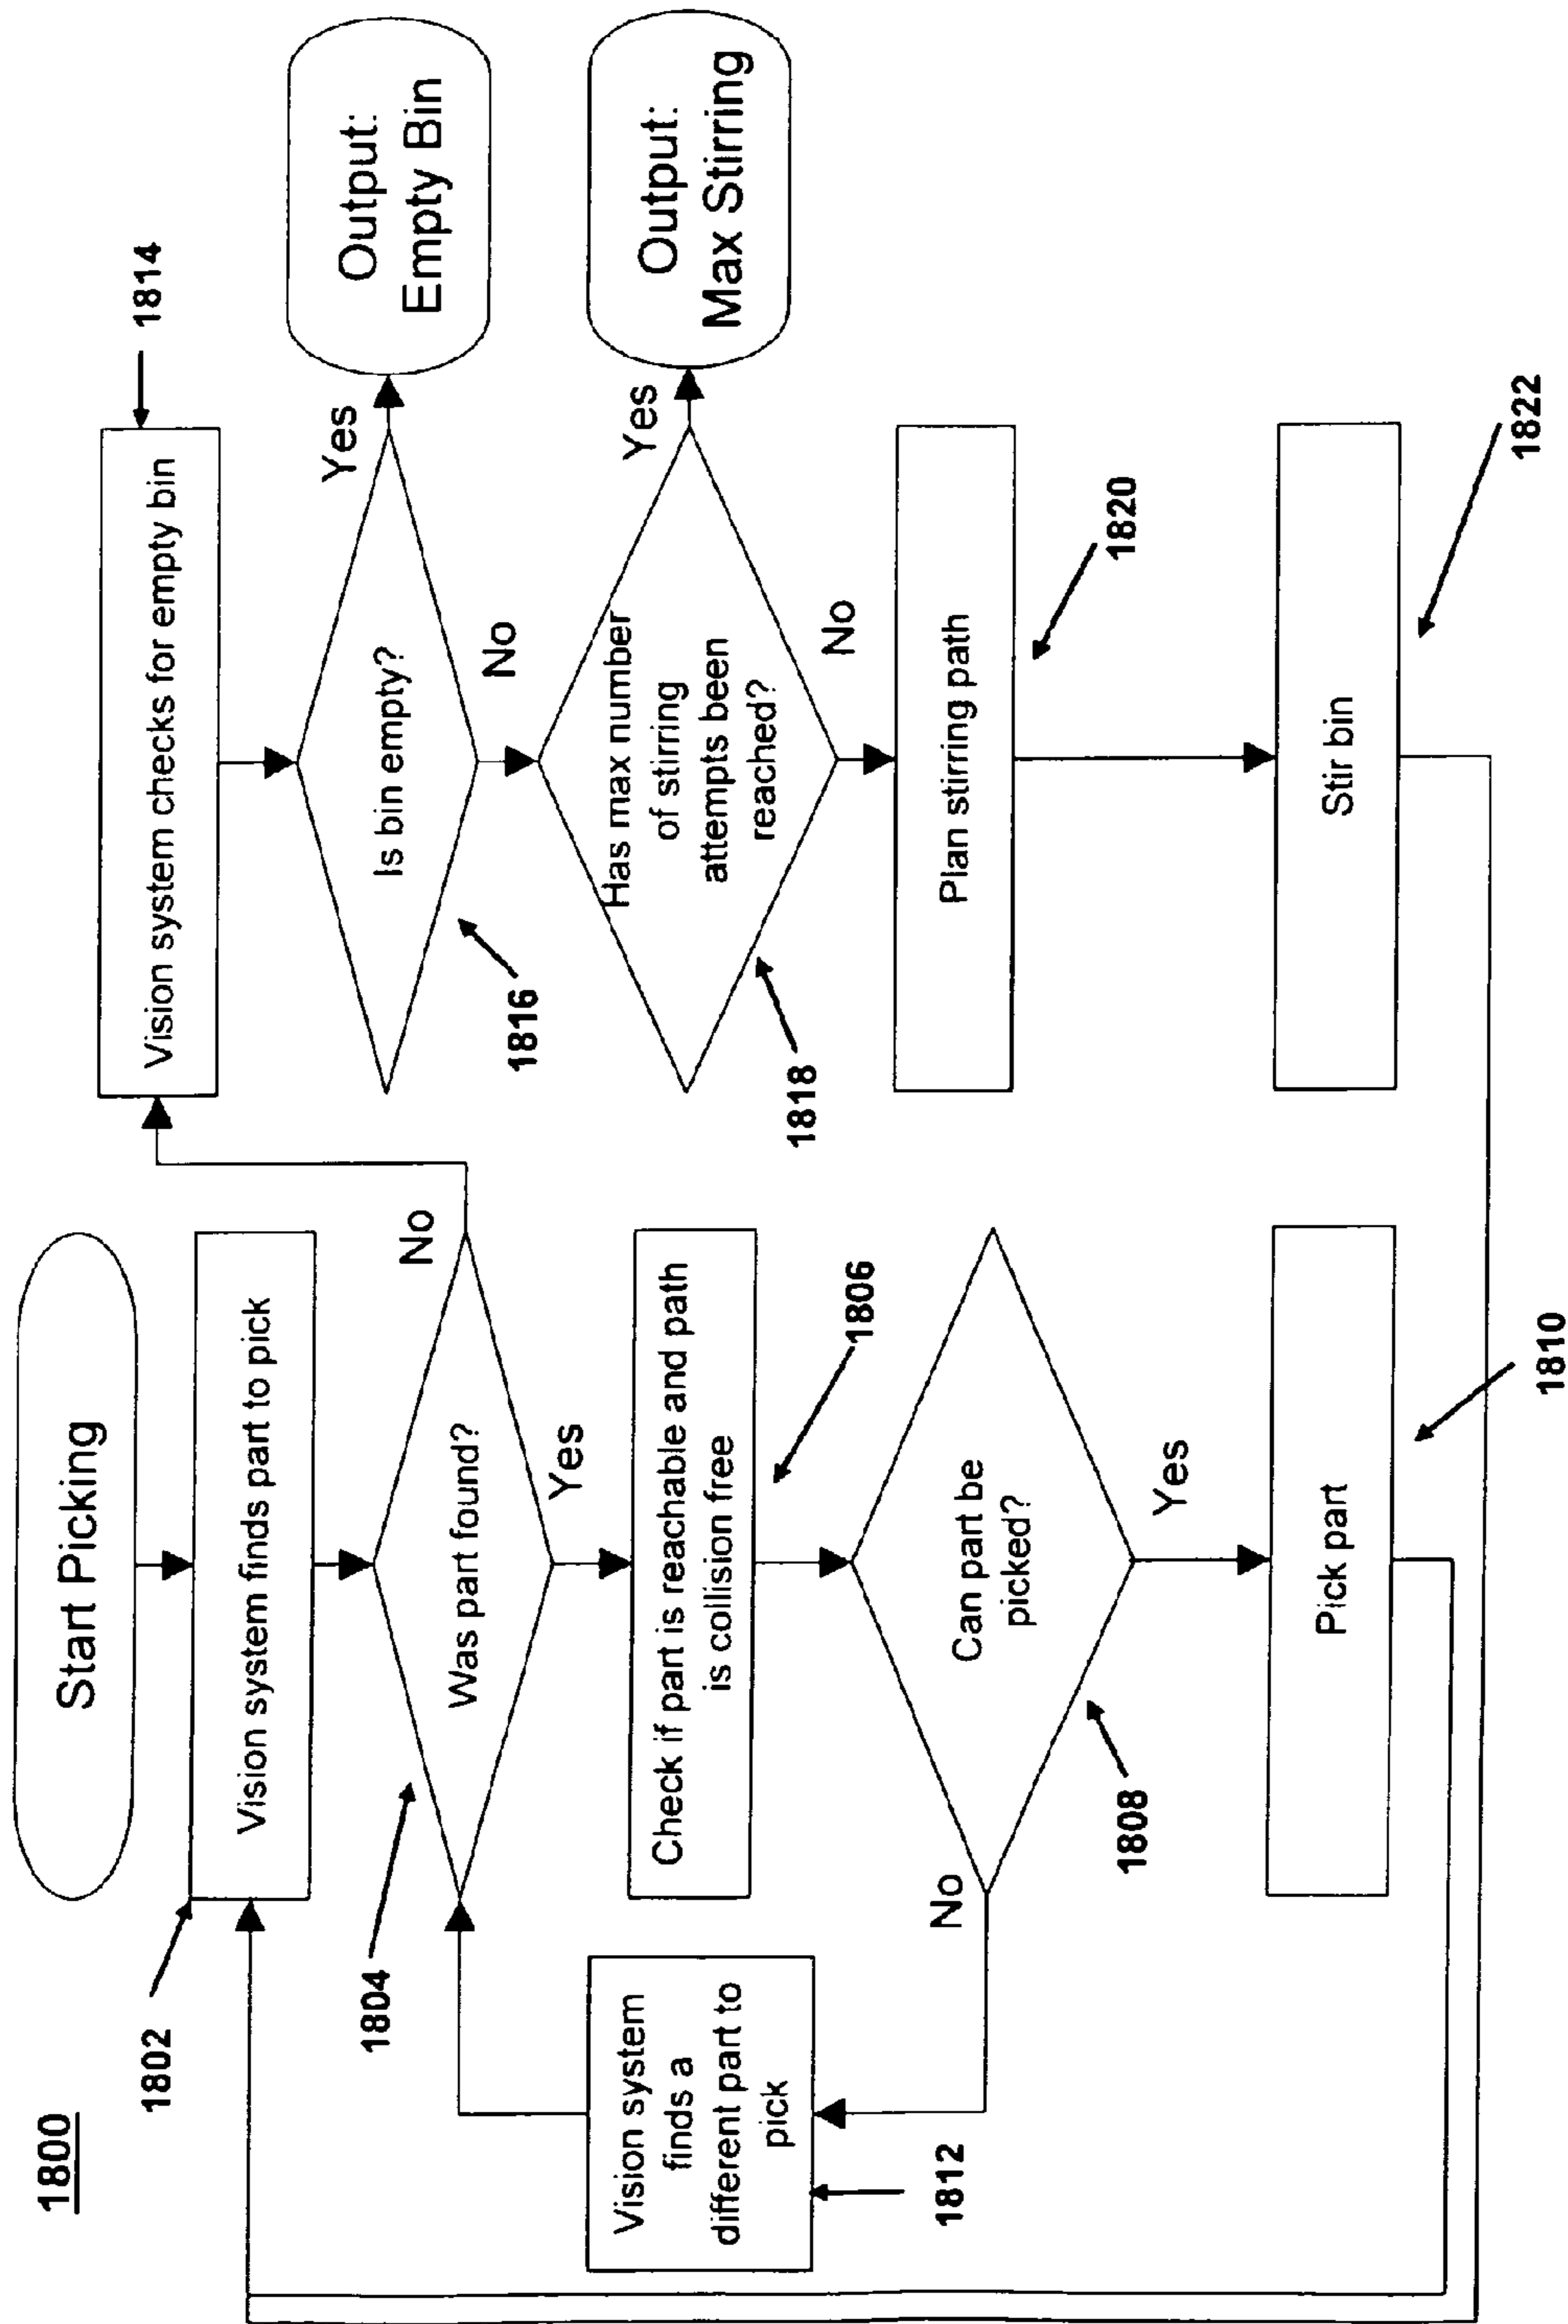 1800
Start Picking
1802
Vision system finds part to pick
1804
Was part found?
No
Yes
Check if part is reachable and path
is collision free
1806
Can part be
picked?
1808
No
Yes
Vision system
finds a
different part to
pick
1812
Pick part
1810
Vision system checks for empty bin
1814
Is bin empty?
1816
Yes
Output:
Empty Bin
No
Has max number
of stirring
attempts been
reached?
1818
Yes
Output:
Max Stirring
No
Plan stirring path
1820
Stir bin
1822